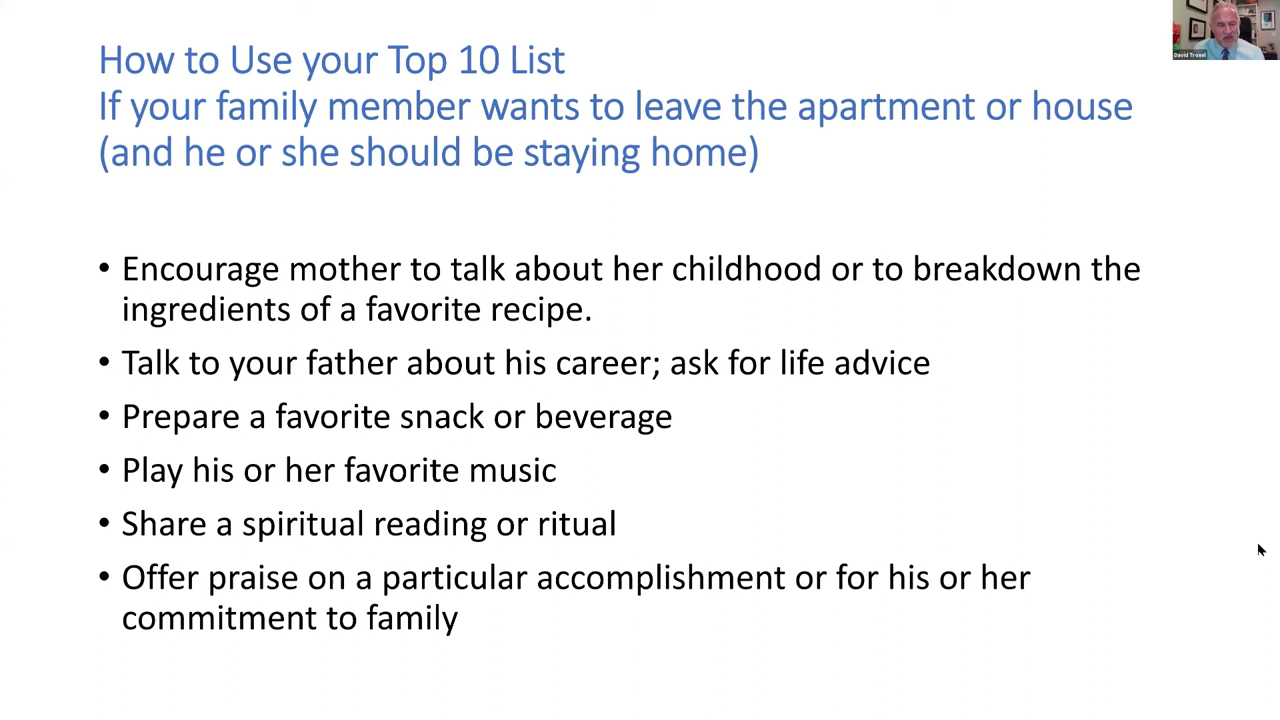 How to Use your Top 10 List
If your family member wants to leave the apartment or house
(and he or she should be staying home)
• Encourage mother to talk about her childhood or to breakdown the
ingredients of a favorite recipe.
• Talk to your father about his career; ask for life advice
• Prepare a favorite snack or beverage
• Play his or her favorite music
• Share a spiritual reading or ritual
• Offer praise on a particular accomplishment or for his or her
commitment to family
David Troxel